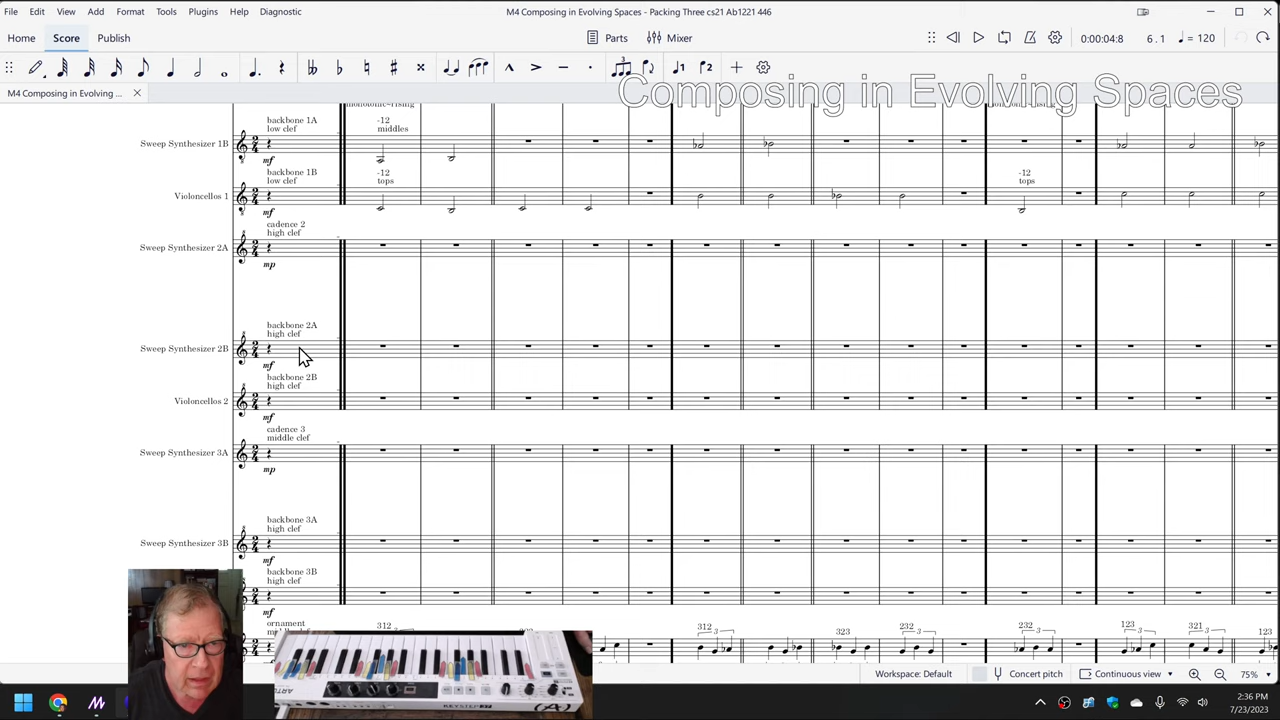 File Edit View Add Format Tools Plugins Help Diagnostic
M4 Composing in Evolving Spaces - Packing Three cs21 Ab1221 446
Home Score Publish
Parts Mixer
0:00:04:8 6 . 1 = 120
M4 Composing in Evolving ...
Composing in Evolving Spaces
backbone 1A
low clef
-12
middles
Sweep Synthesizer 1B
mf
backbone 1B
low clef
-12
tops
-12
tops
Violoncellos 1
mf
cadence 2
high clef
Sweep Synthesizer 2A
mp
backbone 2A
high clef
Sweep Synthesizer 2B
mf
backbone 2B
high clef
Violoncellos 2
mf
cadence 3
middle clef
Sweep Synthesizer 3A
mp
backbone 3A
high clef
Sweep Synthesizer 3B
mf
backbone 3B
high clef
mf
ornament
312
312
323
232
232
123
321
123
KEYSTEP 37
Workspace: Default Concert pitch Continuous view 75%
2:36 PM
7/23/2023